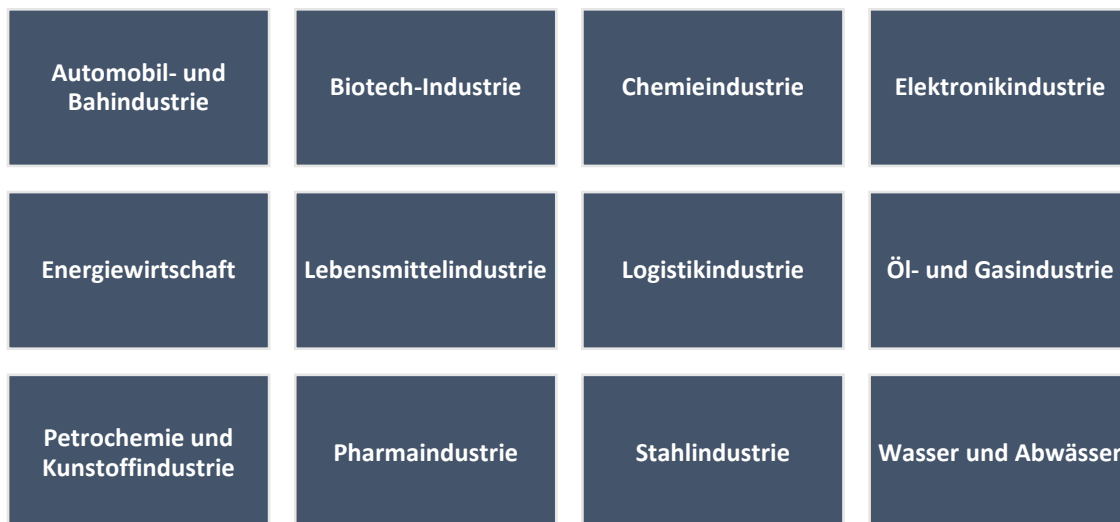 Automobil- und
Bahindustrie
Biotech-Industrie
Chemieindustrie
Elektronikindustrie
Energiewirtschaft
Lebensmittelindustrie
Logistikindustrie
Öl- und Gasindustrie
Petrochemie und
Kunstoffindustrie
Pharmaindustrie
Stahlindustrie
Wasser und Abwässer